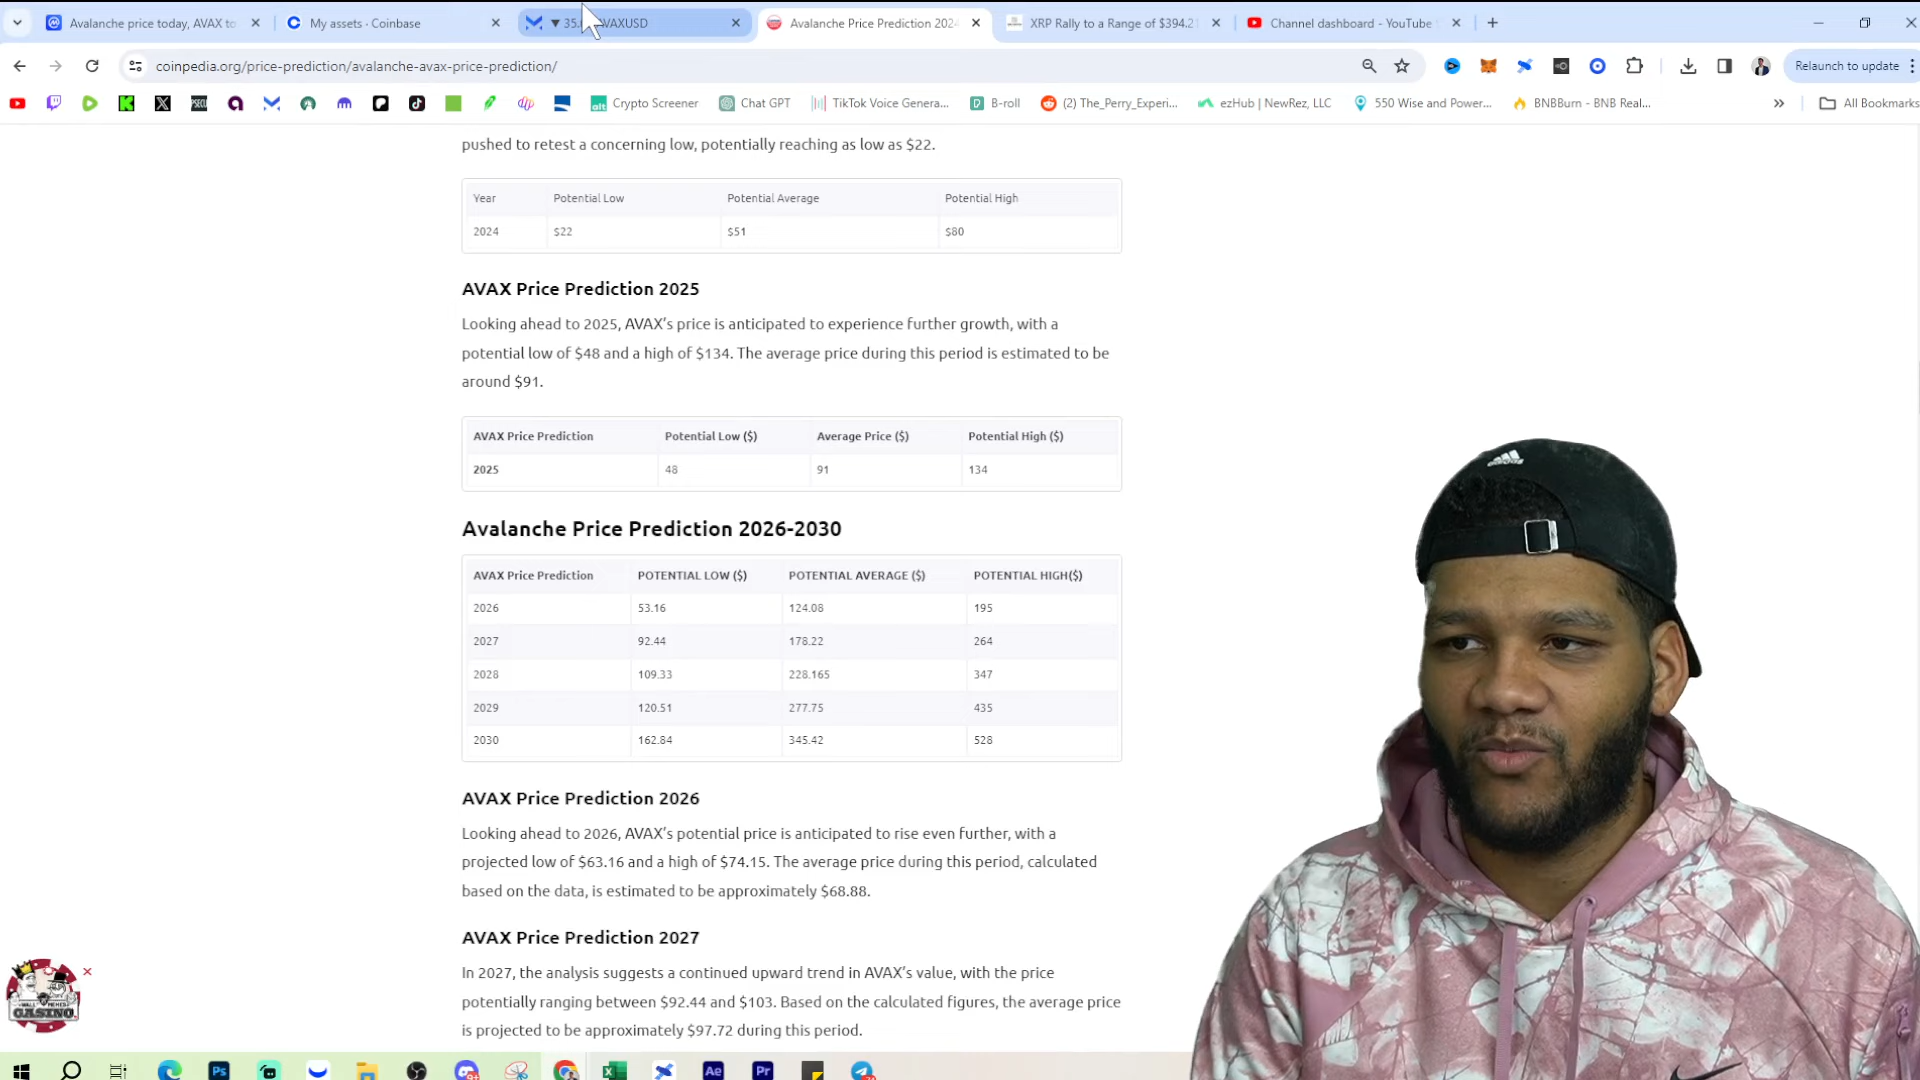 Avalanche price today, AVAX to
My assets · Coinbase
Avalanche Price Prediction 2024
XRP Rally to a Range of $394.21
Channel dashboard - YouTube
coinpedia.org/price-prediction/avalanche-avax-price-prediction/
Relaunch to update
Crypto Screener
Chat GPT
TikTok Voice Genera...
B-roll
(2) The_Perry_Experi...
ezHub | NewRez, LLC
550 Wise and Power...
BNBBurn - BNB Real...
All Bookmarks
pushed to retest a concerning low, potentially reaching as low as $22.
Year Potential Low Potential Average Potential High
2024 $22 $51 $80
AVAX Price Prediction 2025
Looking ahead to 2025, AVAX’s price is anticipated to experience further growth, with a
potential low of $48 and a high of $134. The average price during this period is estimated to be
around $91.
AVAX Price Prediction Potential Low ($) Average Price ($) Potential High ($)
2025 48 91 134
Avalanche Price Prediction 2026-2030
AVAX Price Prediction POTENTIAL LOW ($) POTENTIAL AVERAGE ($) POTENTIAL HIGH($)
2026 53.16 124.08 195
2027 92.44 178.22 264
2028 109.33 228.165 347
2029 120.51 277.75 435
2030 162.84 345.42 528
AVAX Price Prediction 2026
Looking ahead to 2026, AVAX’s potential price is anticipated to rise even further, with a
projected low of $63.16 and a high of $74.15. The average price during this period, calculated
based on the data, is estimated to be approximately $68.88.
AVAX Price Prediction 2027
In 2027, the analysis suggests a continued upward trend in AVAX’s value, with the price
potentially ranging between $92.44 and $103. Based on the calculated figures, the average price
is projected to be approximately $97.72 during this period.
CASINO
adidas
Ps
Ae
Pr